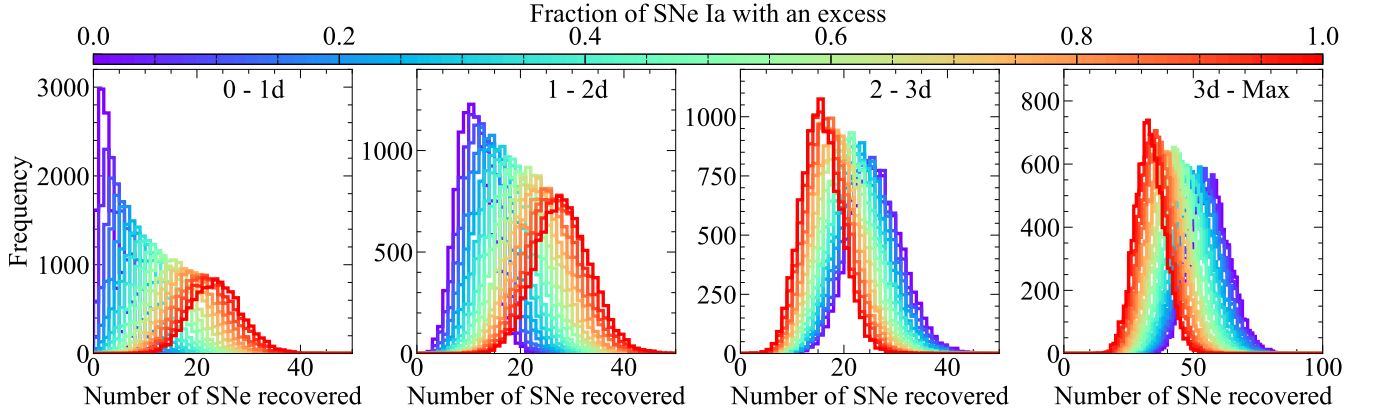 Fraction of SNe Ia with an excess
0.0 0.2 0.4 0.6 0.8 1.0
0 - 1d 1 - 2d 2 - 3d 3d - Max
Frequency
3000
2000
1000
0
1000
500
0
1000
750
500
250
0
800
600
400
200
0
0 20 40 0 20 40 0 20 40 0 50 100
Number of SNe recovered Number of SNe recovered Number of SNe recovered Number of SNe recovered